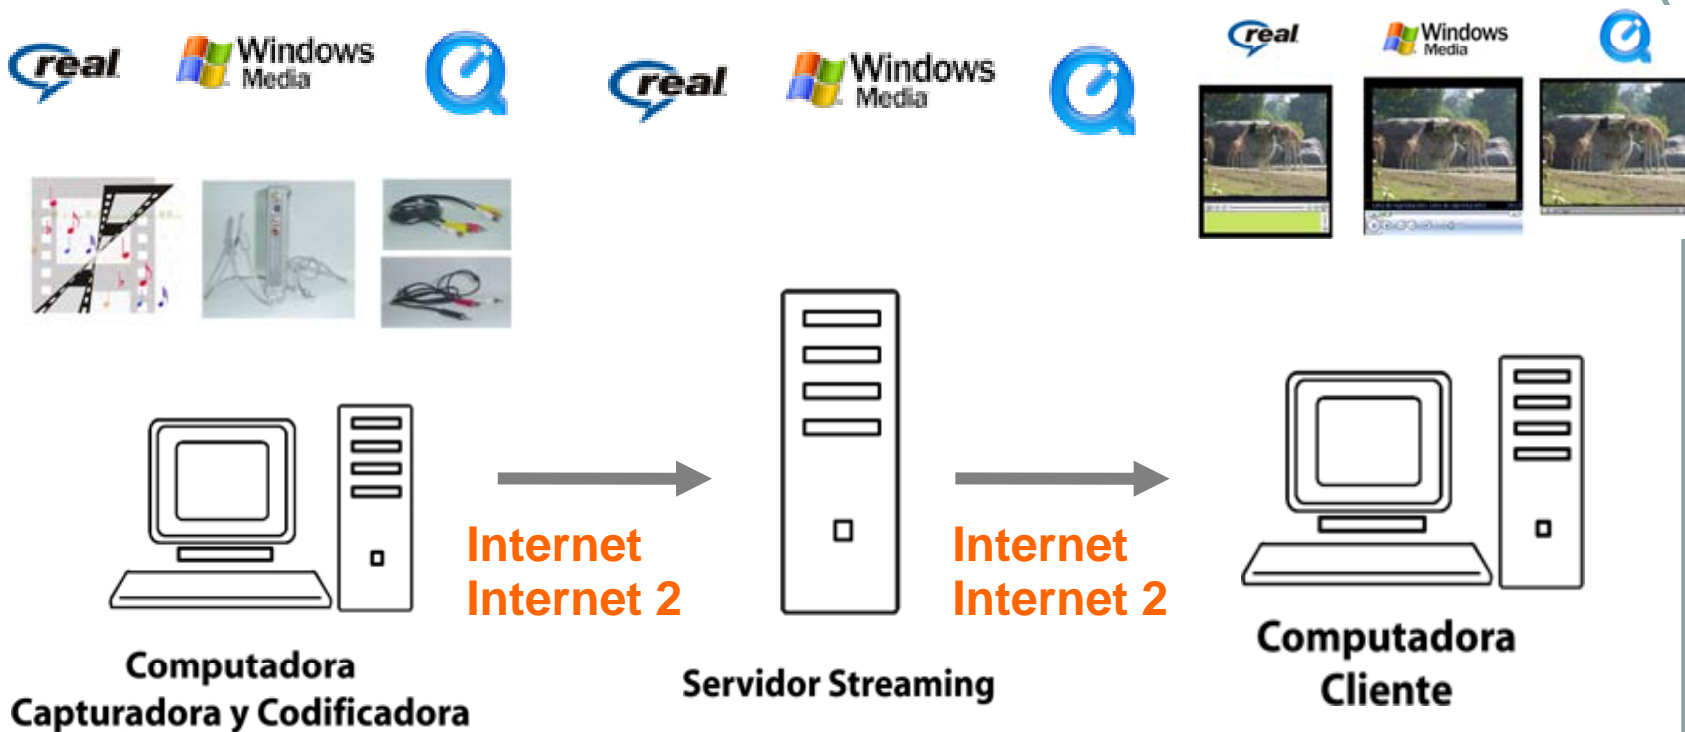 real
Windows
Media
real
Windows
Media
real
Windows
Media
Internet
Internet 2
Internet
Internet 2
Computadora
Capturadora y Codificadora
Servidor Streaming
Computadora
Cliente